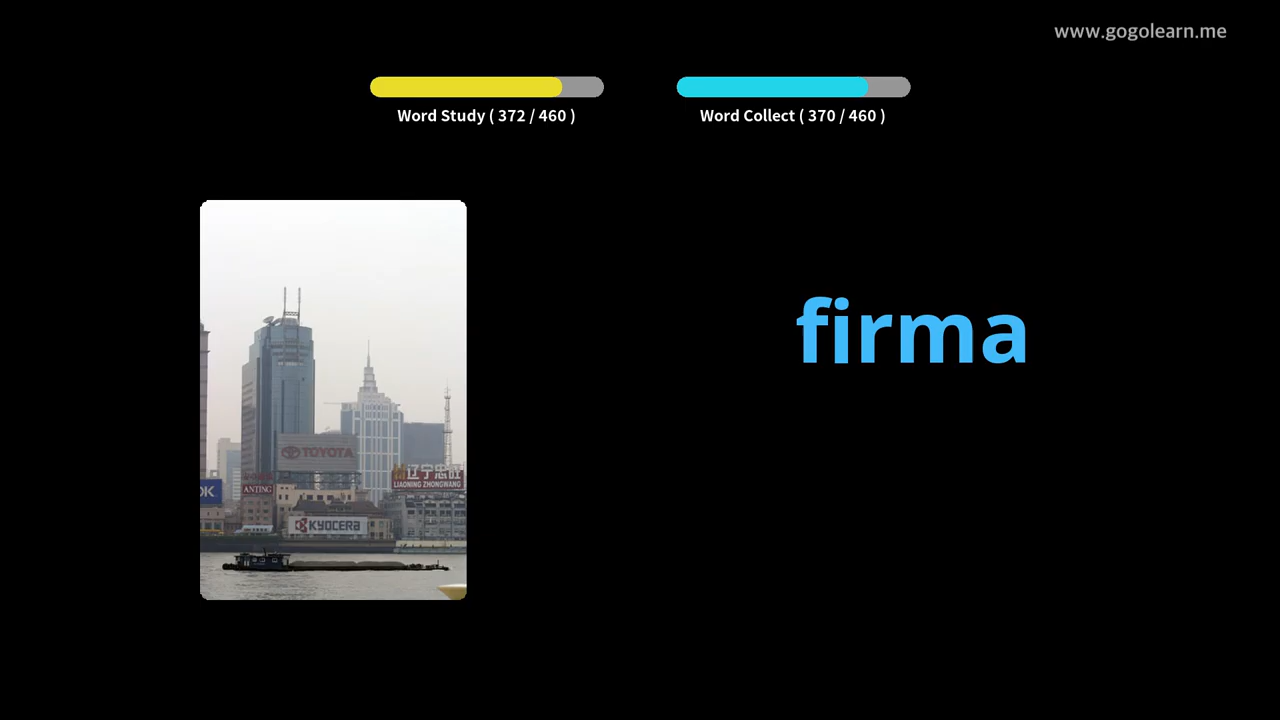 www.gogolearn.me
Word Study ( 372 / 460 )
Word Collect ( 370 / 460 )
firma
TOYOTA
辽宁忠旺
LIAONING ZHONGWANG
OK
ANTING
KYOCERA